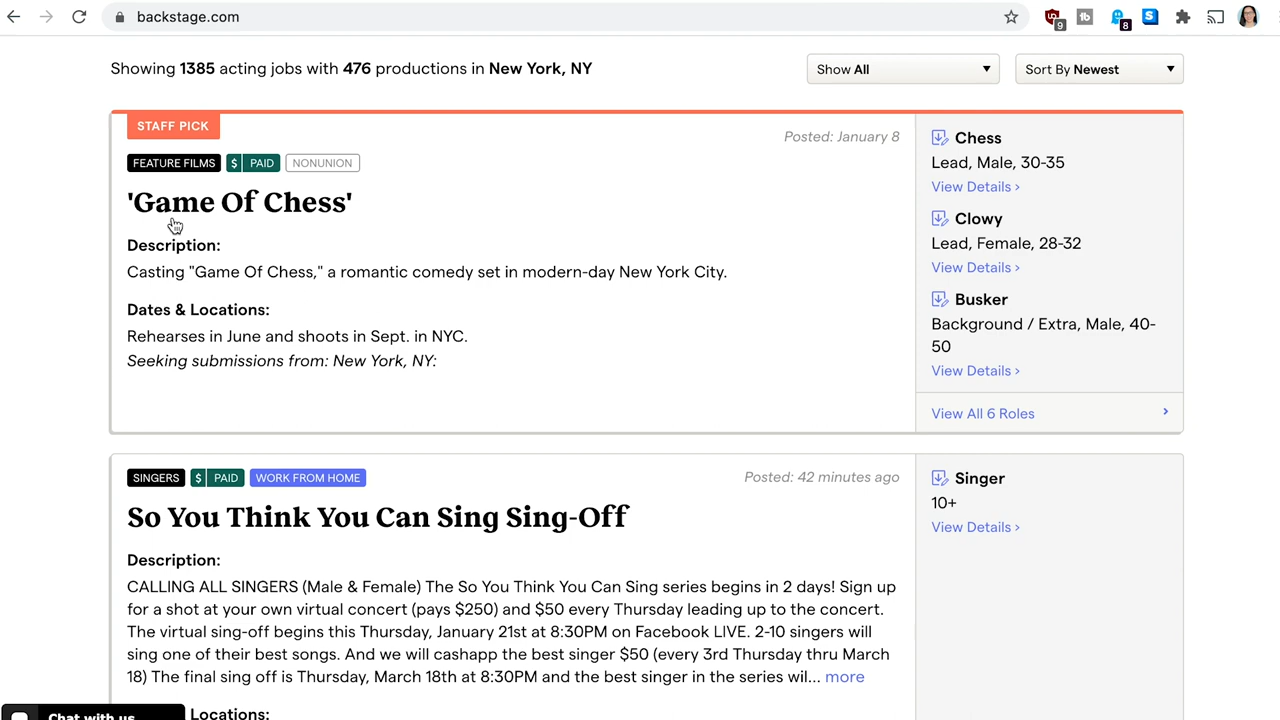 backstage.com
9
tb
8
S
Showing 1385 acting jobs with 476 productions in New York, NY
Show All
Sort By Newest
STAFF PICK
Posted: January 8
FEATURE FILMS
$ PAID
NONUNION
'Game Of Chess'
Description:
Casting "Game Of Chess," a romantic comedy set in modern-day New York City.
Dates & Locations:
Rehearses in June and shoots in Sept. in NYC.
Seeking submissions from: New York, NY:
Chess
Lead, Male, 30-35
View Details ›
Clowy
Lead, Female, 28-32
View Details ›
Busker
Background / Extra, Male, 40-
50
View Details ›
View All 6 Roles ›
SINGERS
$ PAID
WORK FROM HOME
Posted: 42 minutes ago
So You Think You Can Sing Sing-Off
Description:
CALLING ALL SINGERS (Male & Female) The So You Think You Can Sing series begins in 2 days! Sign up
for a shot at your own virtual concert (pays $250) and $50 every Thursday leading up to the concert.
The virtual sing-off begins this Thursday, January 21st at 8:30PM on Facebook LIVE. 2-10 singers will
sing one of their best songs. And we will cashapp the best singer $50 (every 3rd Thursday thru March
18) The final sing off is Thursday, March 18th at 8:30PM and the best singer in the series wil... more
Singer
10+
View Details ›
Chat with us
Locations: